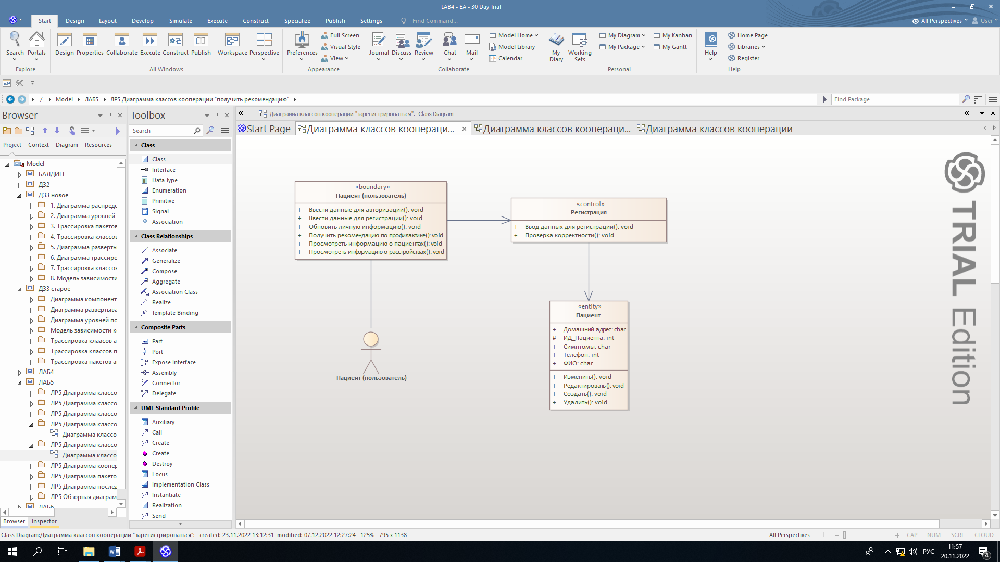 LAB4 - EA - 30 Day Trial
Start
Design
Layout
Develop
Simulate
Execute
Construct
Specialize
Publish
Settings
Find Command...
All Perspectives
User
Search
Portals
Explore
Design
Properties
Collaborate
Execute
Construct
Publish
All Windows
Workspace
Perspective
Preferences
Full Screen
Visual Style
View
Appearance
Journal
Discuss
Review
Chat
Mail
Model Home
Model Library
Calendar
Collaborate
My Diary
Working Sets
My Diagram
My Package
My Kanban
My Gantt
Personal
Help
Home Page
Libraries
Register
Help
/ Model ЛАБ5 ЛР5 Диаграмма классов кооперации "получить рекомендацию"
Find Package
Browser
Project
Context
Diagram
Resources
Model
БАЛДИН
ДЗ2
ДЗ3 новое
1. Диаграмма распреде
2. Диаграмма уровней
3. Трассировка пакетов
4. Трассировка классов
5. Диаграмма разверть
6. Диаграмма трассиро
7. Трассировка классов
8. Модель зависимости
ДЗ3 старое
Диаграмма компонент
Диаграмма развертыва
Диаграмма уровней по
Модель зависимости к
Трассировка клаасов а
Трассировка классов п
Трассировка пакетов а
ЛАБ4
ЛАБ5
ЛР5 Диаграмма классо
ЛР5 Диаграмма классо
ЛР5 Диаграмма классо
ЛР5 Диаграмма классо
Диаграмма классо
ЛР5 Диаграмма классо
Диаграмма классо
ЛР5 Диаграмма коопер
ЛР5 Диаграмма пакето
ЛР5 Диаграмма послед
ЛР5 Обзорная диаграм
ЛАБ6
Browser
Inspector
Toolbox
Search
Class
Class
Interface
Data Type
Enumeration
Primitive
Signal
Association
Class Relationships
Associate
Generalize
Compose
Aggregate
Association Class
Realize
Template Binding
Composite Parts
Part
Port
Expose Interface
Assembly
Connector
Delegate
UML Standard Profile
Auxiliary
Call
Create
Create
Destroy
Focus
Implementation Class
Instantiate
Realization
Send
Диаграмма классов кооперации "зарегистрироваться". Class Diagram
Start Page
Диаграмма классов коопераци...
Диаграмма классов коопераци...
Диаграмма классов кооперации
«boundary»
Пациент (пользователь)
+ Ввести данные для авторизации(): void
+ Ввести данные для регистрации(): void
+ Обновить личную информацию(): void
+ Получить рекомендацию по профилактике(): void
+ Просмотреть информацию о пациентах(): void
+ Просмотреть информацию о расстройствах(): void
«control»
Регистрация
+ Ввод данных для регистрации(): void
+ Проверка корректности(): void
«entity»
Пациент
+ Домашний адрес: char
# ИД_Пациента: int
+ Симптомы: char
+ Телефон: int
+ ФИО: char
+ Изменить(): void
+ Редактировать(): void
+ Создать(): void
+ Удалить(): void
Пациент (пользователь)
TRIAL Edition
Class Diagram:Диаграмма классов кооперации "зарегистрироваться": created: 23.11.2022 13:12:31 modified: 07.12.2022 12:27:24 125% 795 x 1138
All Perspectives
CAP
NUM
SCRL
CLOUD
РУС
11:57
20.11.2022
4